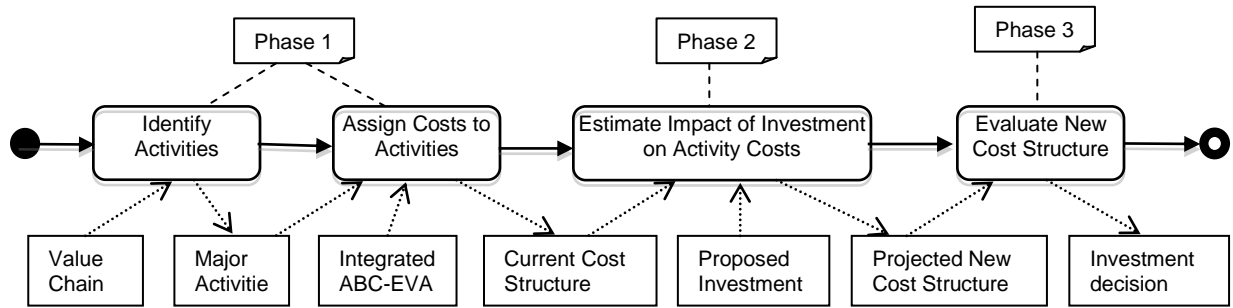 Phase 1
Phase 2
Phase 3
Identify
Activities
Assign Costs to
Activities
Estimate Impact of Investment
on Activity Costs
Evaluate New
Cost Structure
Value
Chain
Major
Activitie
Integrated
ABC-EVA
Current Cost
Structure
Proposed
Investment
Projected New
Cost Structure
Investment
decision